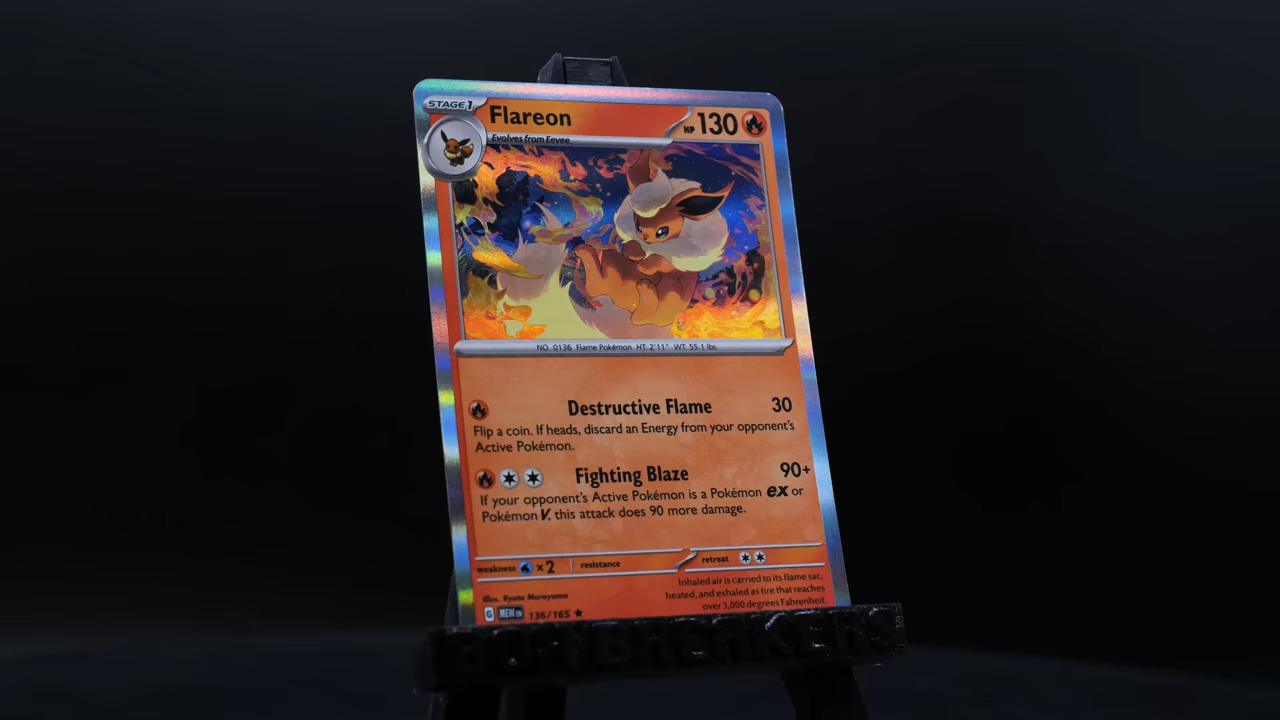 STAGE 1
Flareon
HP 130
Evolves from Eevee
NO. 0136 Flame Pokémon HT: 2'11" WT: 55.1 lbs.
Destructive Flame 30
Flip a coin. If heads, discard an Energy from your opponent's
Active Pokémon.
Fighting Blaze 90+
If your opponent's Active Pokémon is a Pokémon ex or
Pokémon V, this attack does 90 more damage.
weakness ×2 resistance retreat
Inhaled air is carried to its flame sac,
heated, and exhaled as fire that reaches
over 3,000 degrees Fahrenheit.
Illus. Ryota Murayama
G MEW EN 136/165 ★
BOX BREAKERS